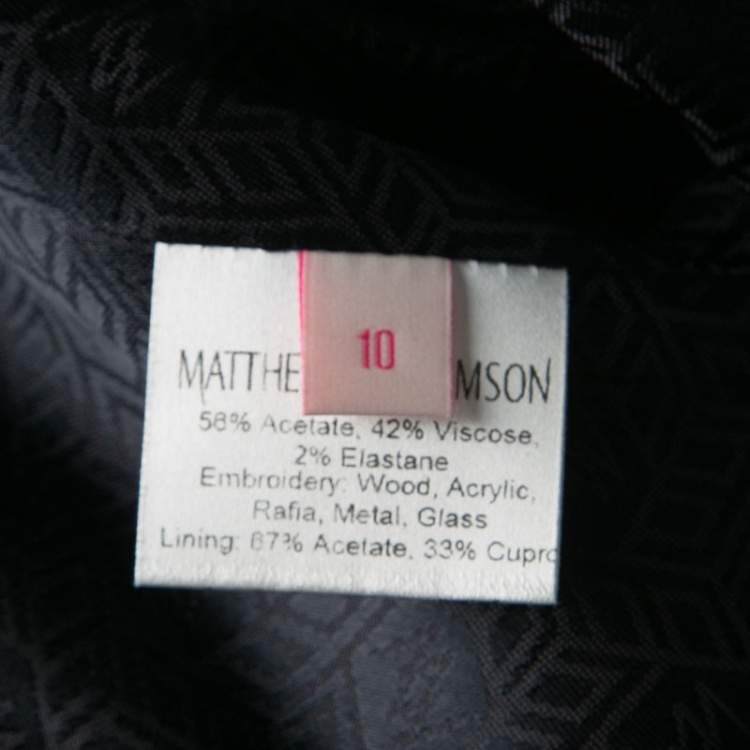 10
MATTHE MSON
58% Acetate, 42% Viscose,
2% Elastane
Embroidery: Wood, Acrylic,
Rafia, Metal, Glass
Lining: 67% Acetate, 33% Cupro